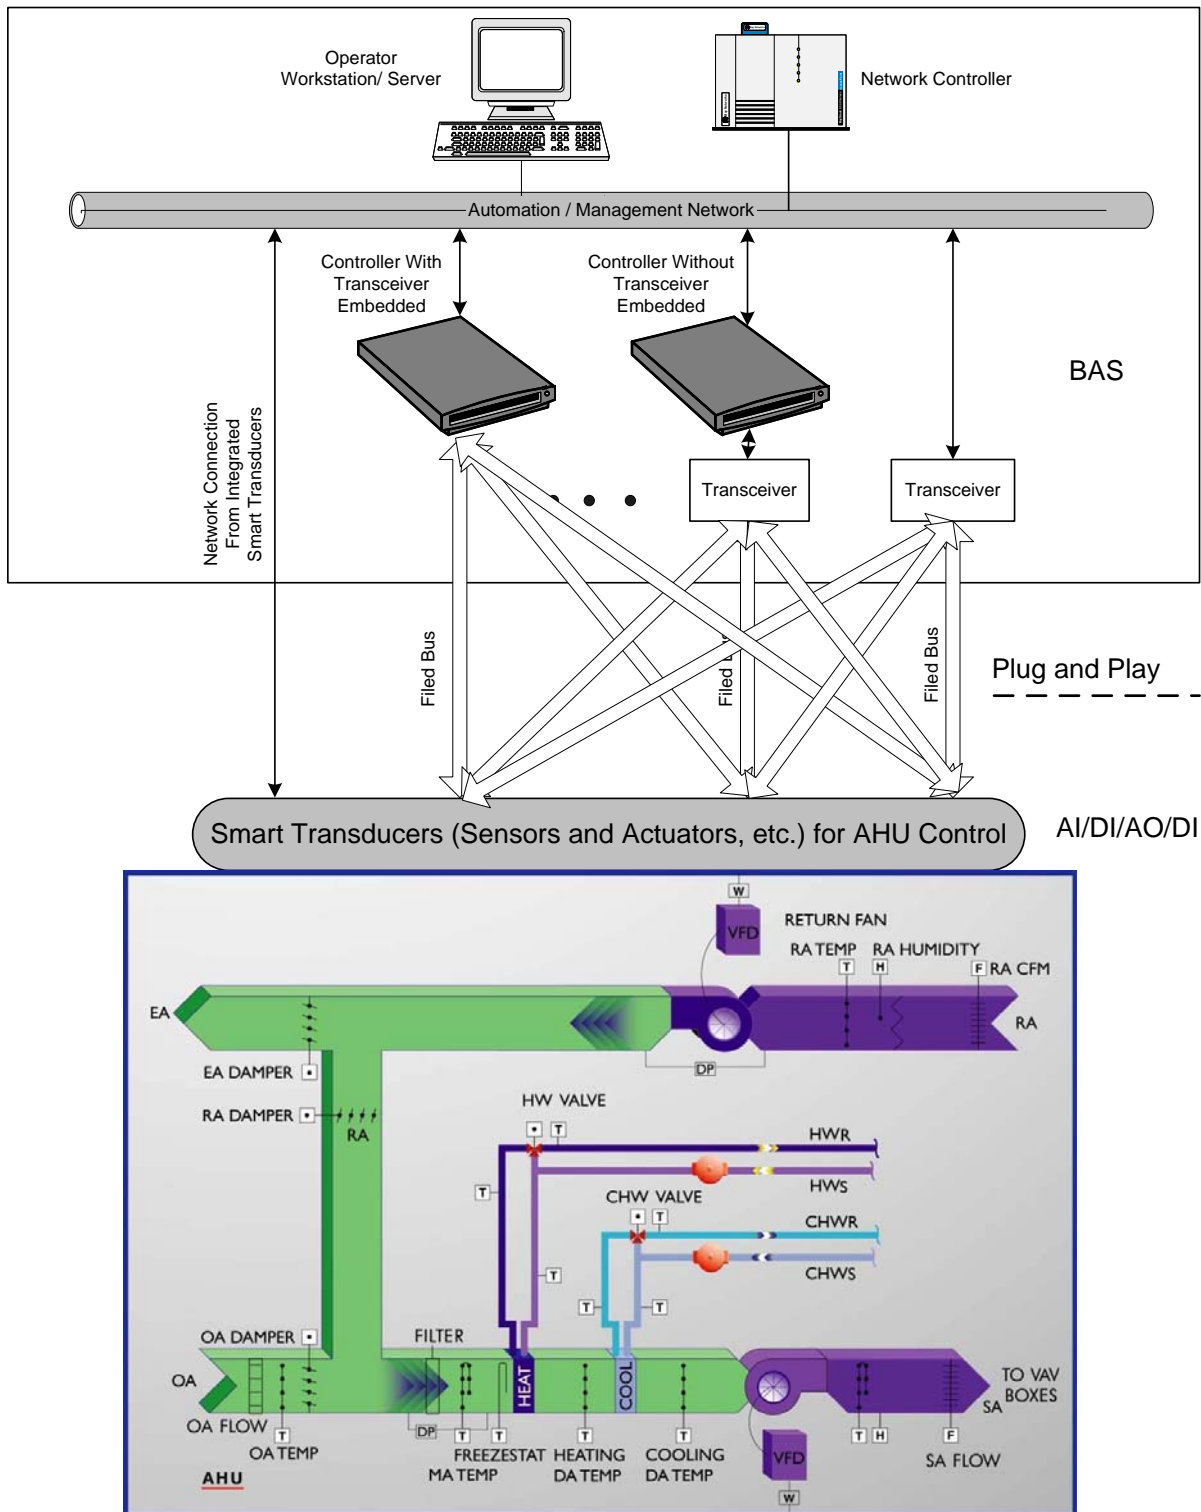 Operator
Workstation/ Server
Network Controller
Automation / Management Network
Controller With
Transceiver
Embedded
Controller Without
Transceiver
Embedded
BAS
Network Connection
From Integrated
Smart Transducers
Transceiver
Transceiver
Filed Bus
Filed
Filed Bus
Plug and Play
Smart Transducers (Sensors and Actuators, etc.) for AHU Control
AI/DI/AO/DI
W
VFD
RETURN FAN
RA TEMP
RA HUMIDITY
T
H
F
RA CFM
EA
RA
DP
EA DAMPER
RA DAMPER
RA
HW VALVE
T
HWR
T
HWS
CHW VALVE
T
CHWR
T
CHWS
T
T
OA DAMPER
FILTER
OA
HEAT
COOL
TO VAV
BOXES
SA
OA FLOW
T
OA TEMP
DP
T
T
FREEZESTAT
MA TEMP
T
HEATING
DA TEMP
T
COOLING
DA TEMP
VFD
T
H
F
SA FLOW
W
AHU